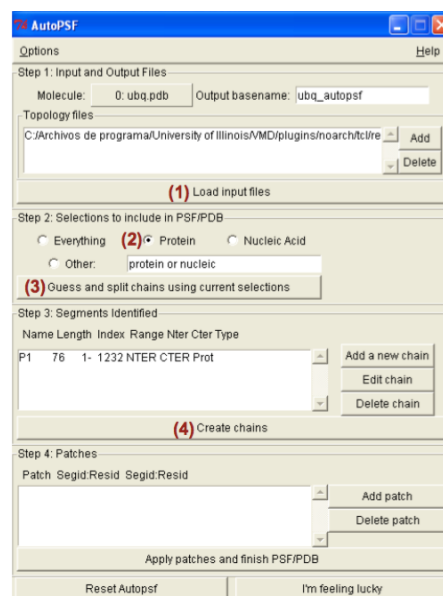 AutoPSF
Options Help
Step 1: Input and Output Files
Molecule: 0: ubq.pdb Output basename: ubq_autopsf
Topology files
C:/Archivos de programa/University of Illinois/VMD/plugins/noarch/tcl/re Add
Delete
(1) Load input files
Step 2: Selections to include in PSF/PDB
Everything (2) Protein Nucleic Acid
Other: protein or nucleic
(3) Guess and split chains using current selections
Step 3: Segments Identified
Name Length Index Range Nter Cter Type
P1 76 1- 1232 NTER CTER Prot Add a new chain
Edit chain
Delete chain
(4) Create chains
Step 4: Patches
Patch Segid:Resid Segid:Resid
Add patch
Delete patch
Apply patches and finish PSF/PDB
Reset Autopsf I'm feeling lucky